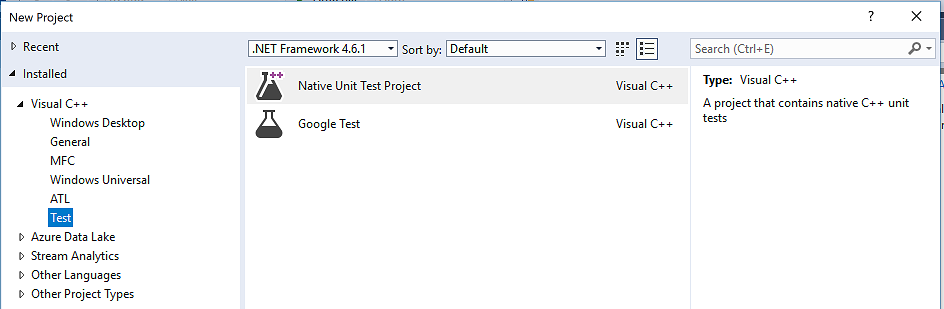 New Project
?
Recent
.NET Framework 4.6.1
Sort by:
Default
Search (Ctrl+E)
Installed
Visual C++
Windows Desktop
General
MFC
Windows Universal
ATL
Test
Azure Data Lake
Stream Analytics
Other Languages
Other Project Types
Native Unit Test Project
Visual C++
Google Test
Visual C++
Type: Visual C++
A project that contains native C++ unit
tests